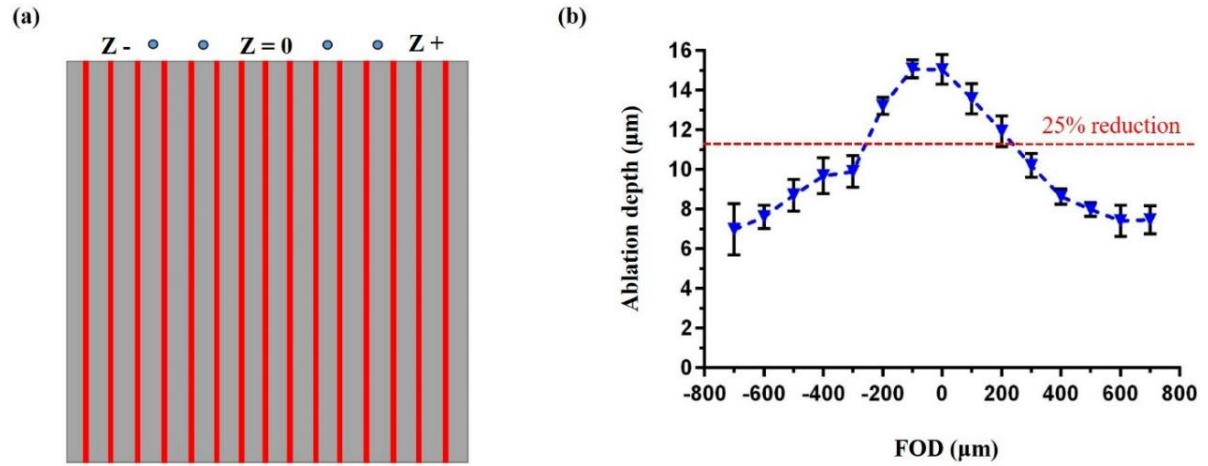 (a)
Z - Z = 0 Z +
(b)
Ablation depth (μm)
16
14
12
10
8
6
4
2
0
25% reduction
-800 -600 -400 -200 0 200 400 600 800
FOD (μm)